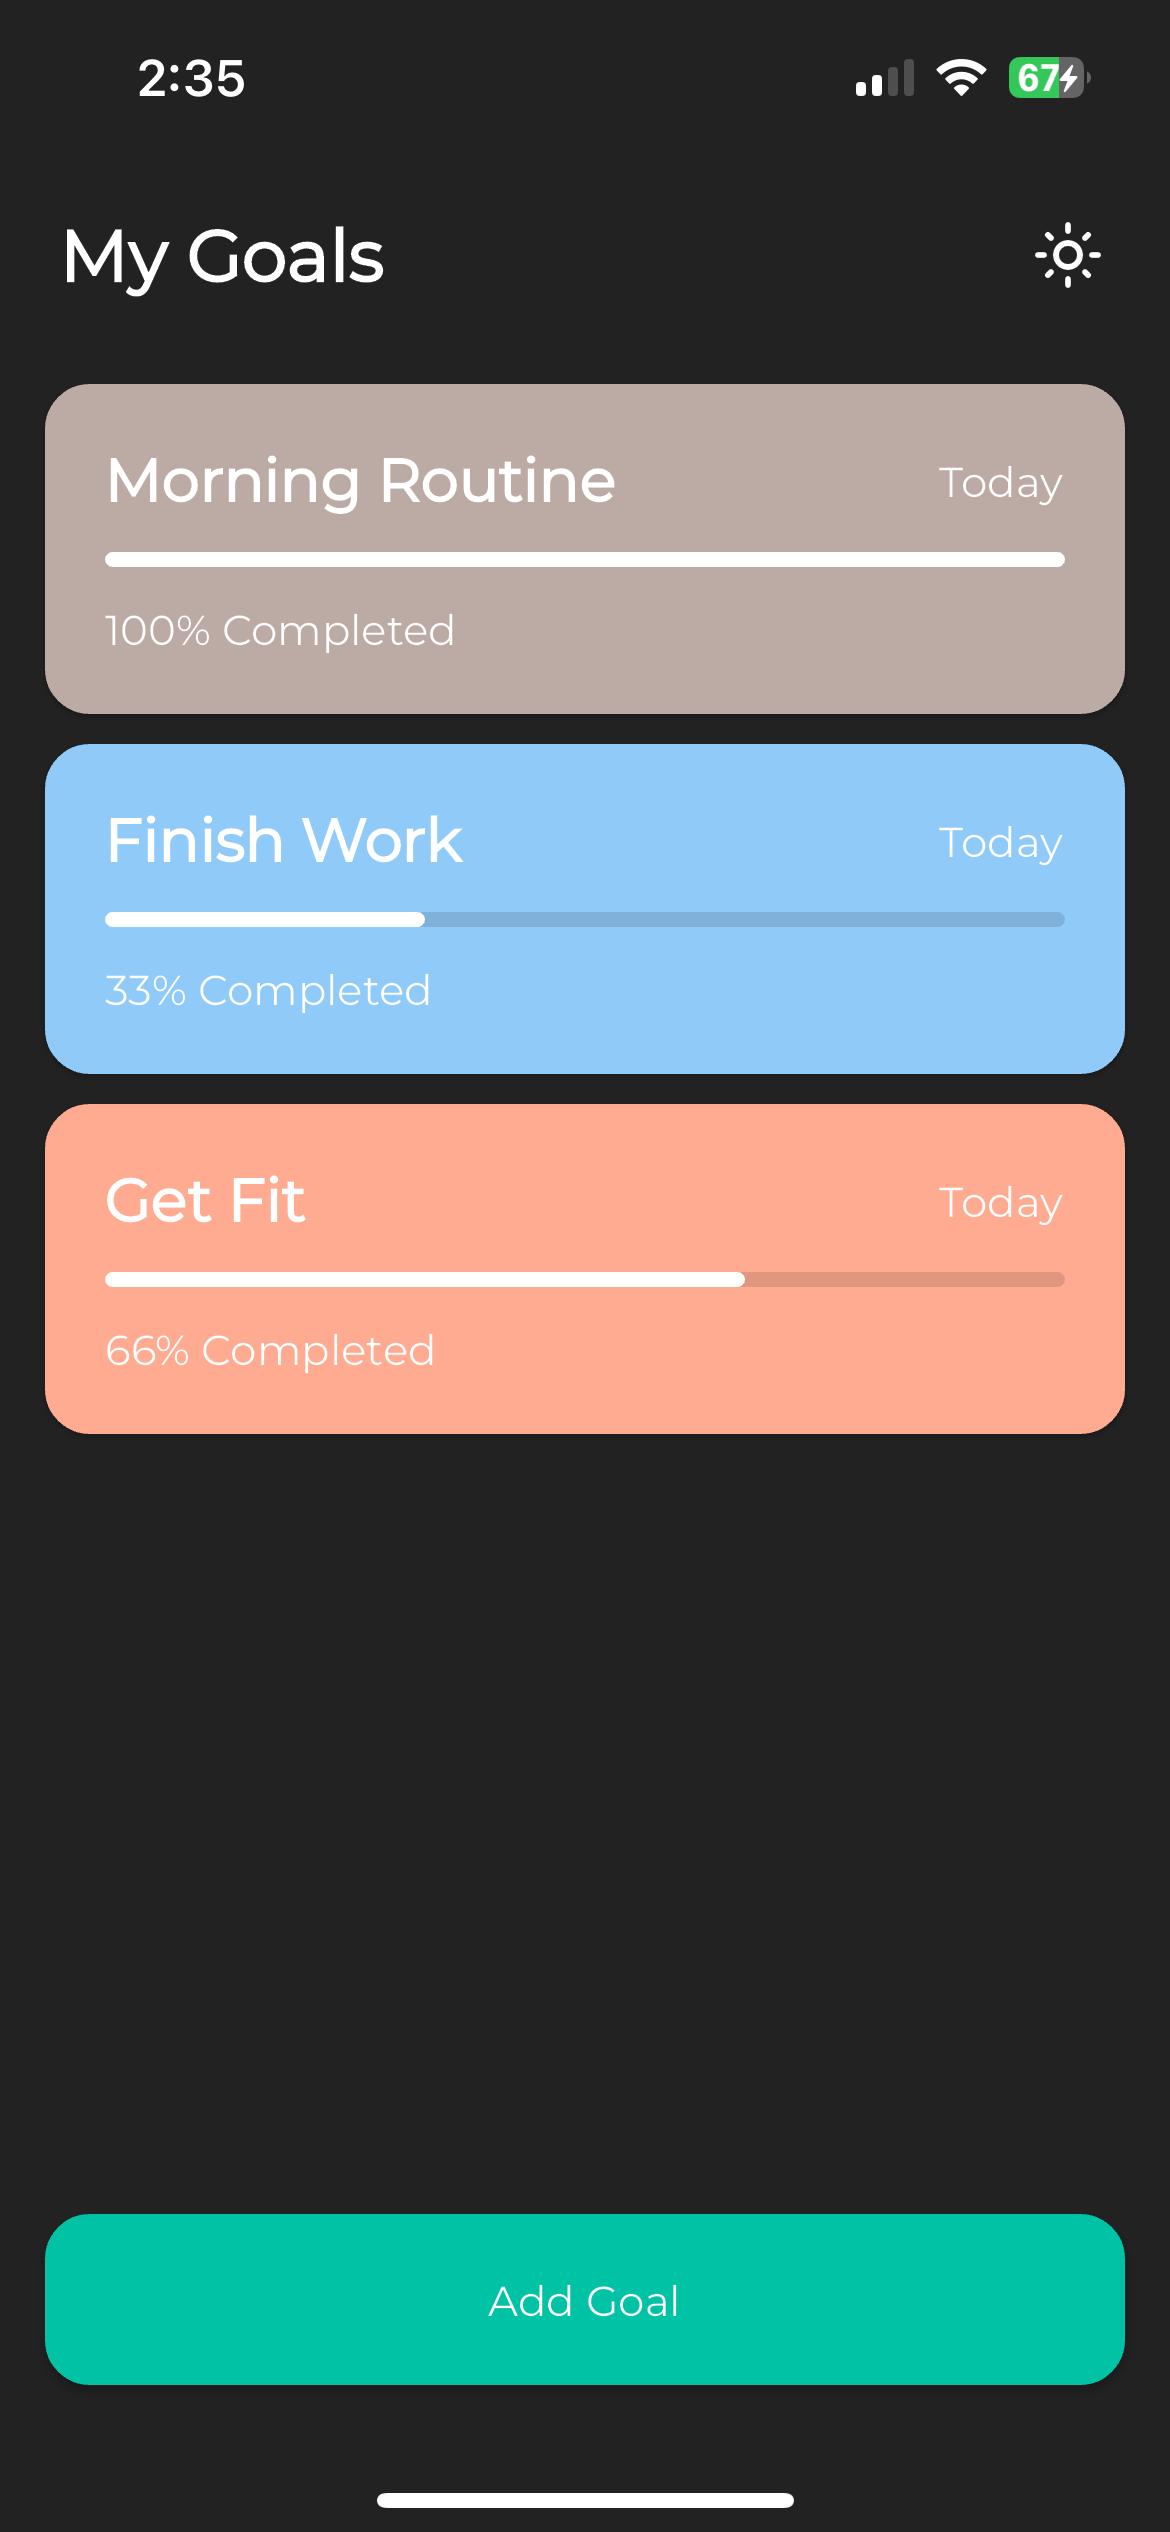 2:35
67
My Goals
Morning Routine Today
100% Completed
Finish Work Today
33% Completed
Get Fit Today
66% Completed
Add Goal